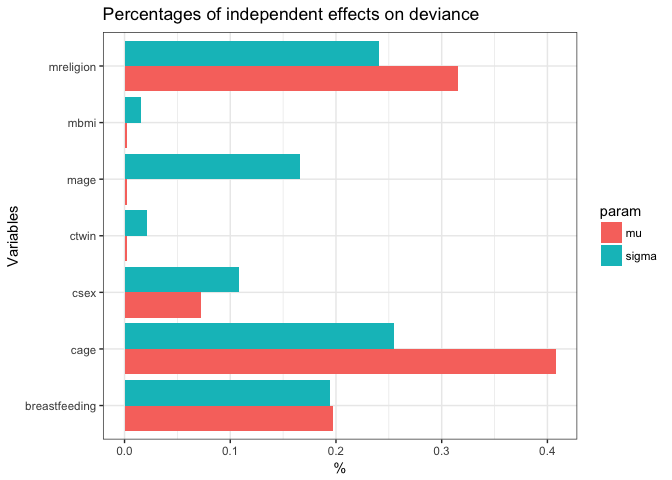 Percentages of independent effects on deviance
Variables
mreligion
mbmi
mage
ctwin
csex
cage
breastfeeding
0.0 0.1 0.2 0.3 0.4
%
param
mu
sigma